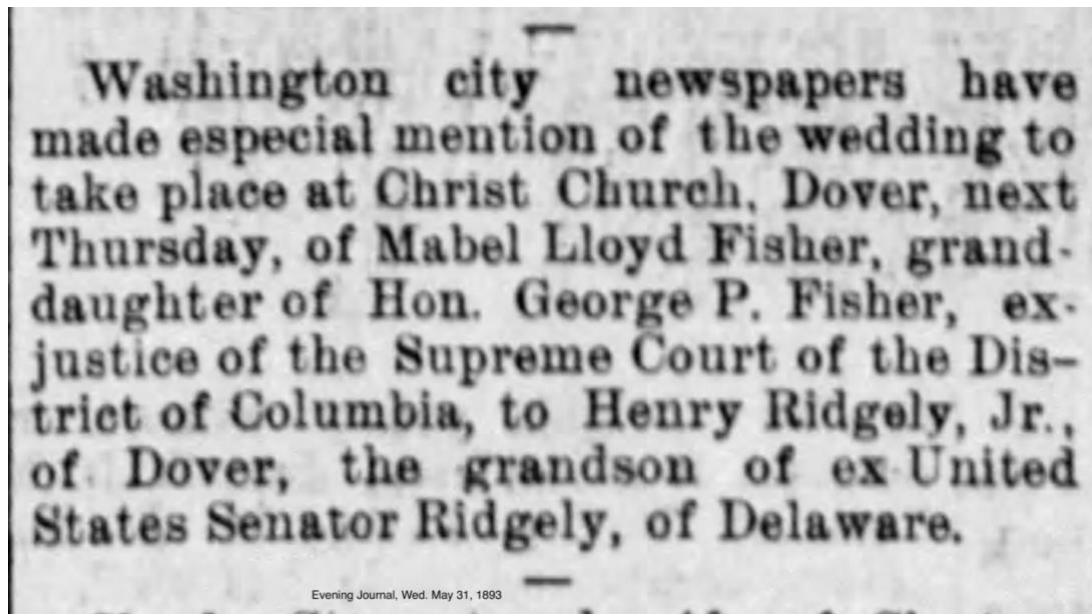 Washington city newspapers have
made especial mention of the wedding to
take place at Christ Church, Dover, next
Thursday, of Mabel Lloyd Fisher, grand-
daughter of Hon. George P. Fisher, ex-
justice of the Supreme Court of the Dis-
trict of Columbia, to Henry Ridgely, Jr.,
of Dover, the grandson of ex-United
States Senator Ridgely, of Delaware.
Evening Journal, Wed. May 31, 1893